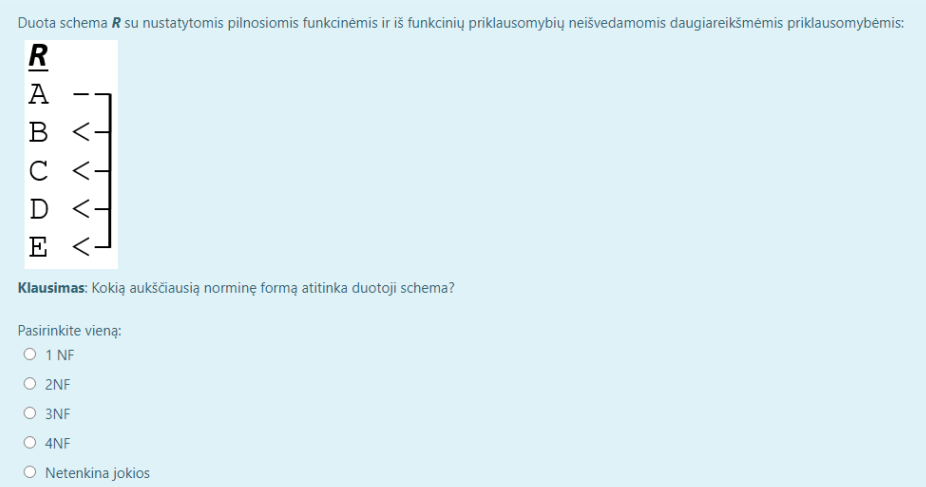 Duota schema R su nustatytomis pilnosiomis funkcinėmis ir iš funkcinių priklausomybių neišvedamomis daugiareikšmėmis priklausomybėmis:
R
A
B
C
D
E
Klausimas: Kokią aukščiausią norminę formą atitinka duotoji schema?
Pasirinkite vieną:
1 NF
2NF
3NF
4NF
Netenkina jokios